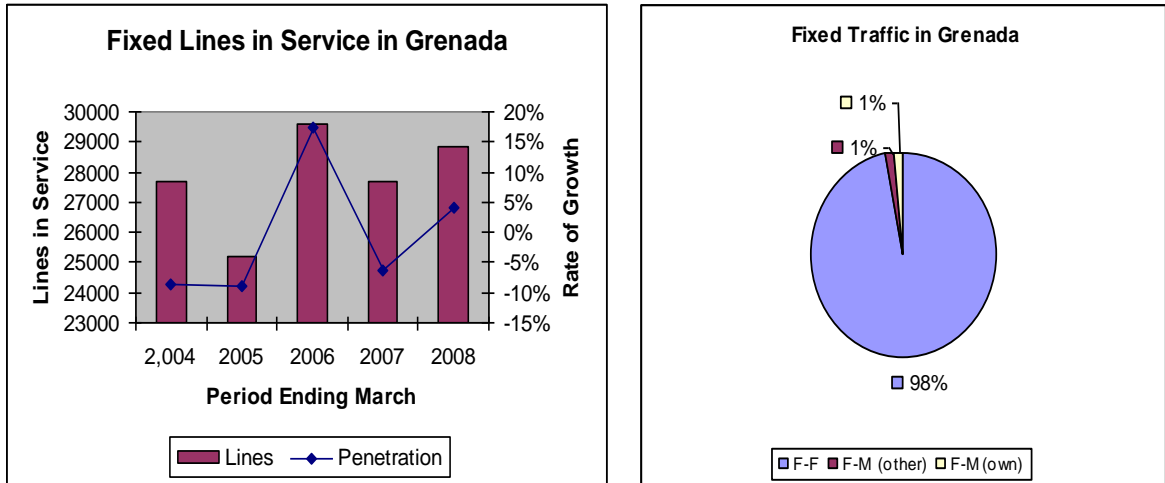 Fixed Lines in Service in Grenada
Lines in Service
30000
29000
28000
27000
26000
25000
24000
23000
20%
15%
10%
5%
0%
-5%
-10%
-15%
Rate of Growth
2,004 2005 2006 2007 2008
Period Ending March
Lines Penetration
Fixed Traffic in Grenada
1%
1%
98%
F-F F-M (other) F-M (own)